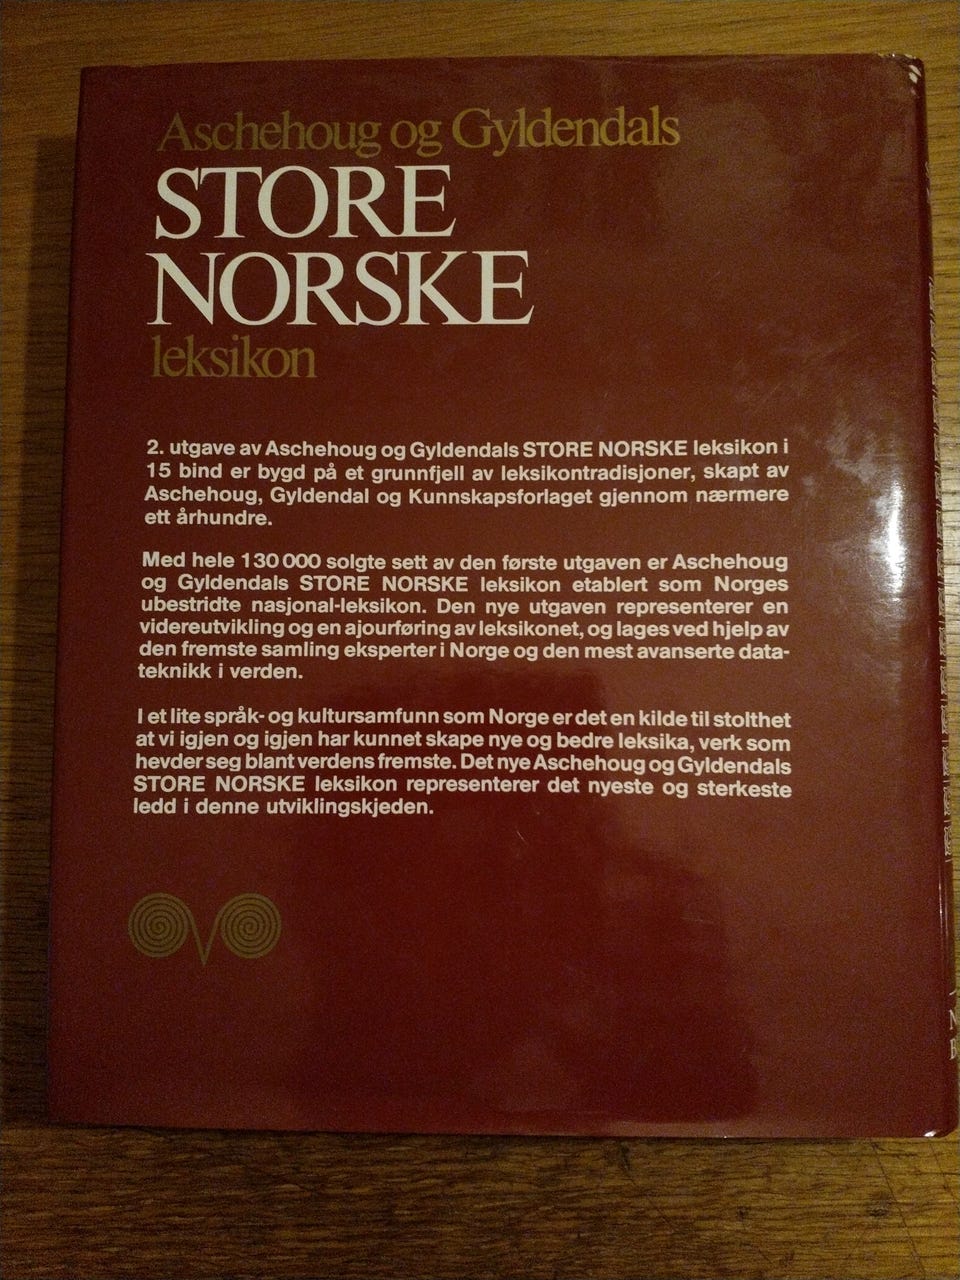 Aschehoug og Gyldendals
STORE
NORSKE
leksikon
2. utgave av Aschehoug og Gyldendals STORE NORSKE leksikon i
15 bind er bygd på et grunnfjell av leksikontradisjoner, skapt av
Aschehoug, Gyldendal og Kunnskapsforlaget gjennom nærmere
ett århundre.
Med hele 130 000 solgte sett av den første utgaven er Aschehoug
og Gyldendals STORE NORSKE leksikon etablert som Norges
ubestridte nasjonal-leksikon. Den nye utgaven representerer en
videreutvikling og en ajourføring av leksikonet, og lages ved hjelp av
den fremste samling eksperter i Norge og den mest avanserte data-
teknikk i verden.
I et lite språk- og kultursamfunn som Norge er det en kilde til stolthet
at vi igjen og igjen har kunnet skape nye og bedre leksika, verk som
hevder seg blant verdens fremste. Det nye Aschehoug og Gyldendals
STORE NORSKE leksikon representerer det nyeste og sterkeste
ledd i denne utviklingskjeden.